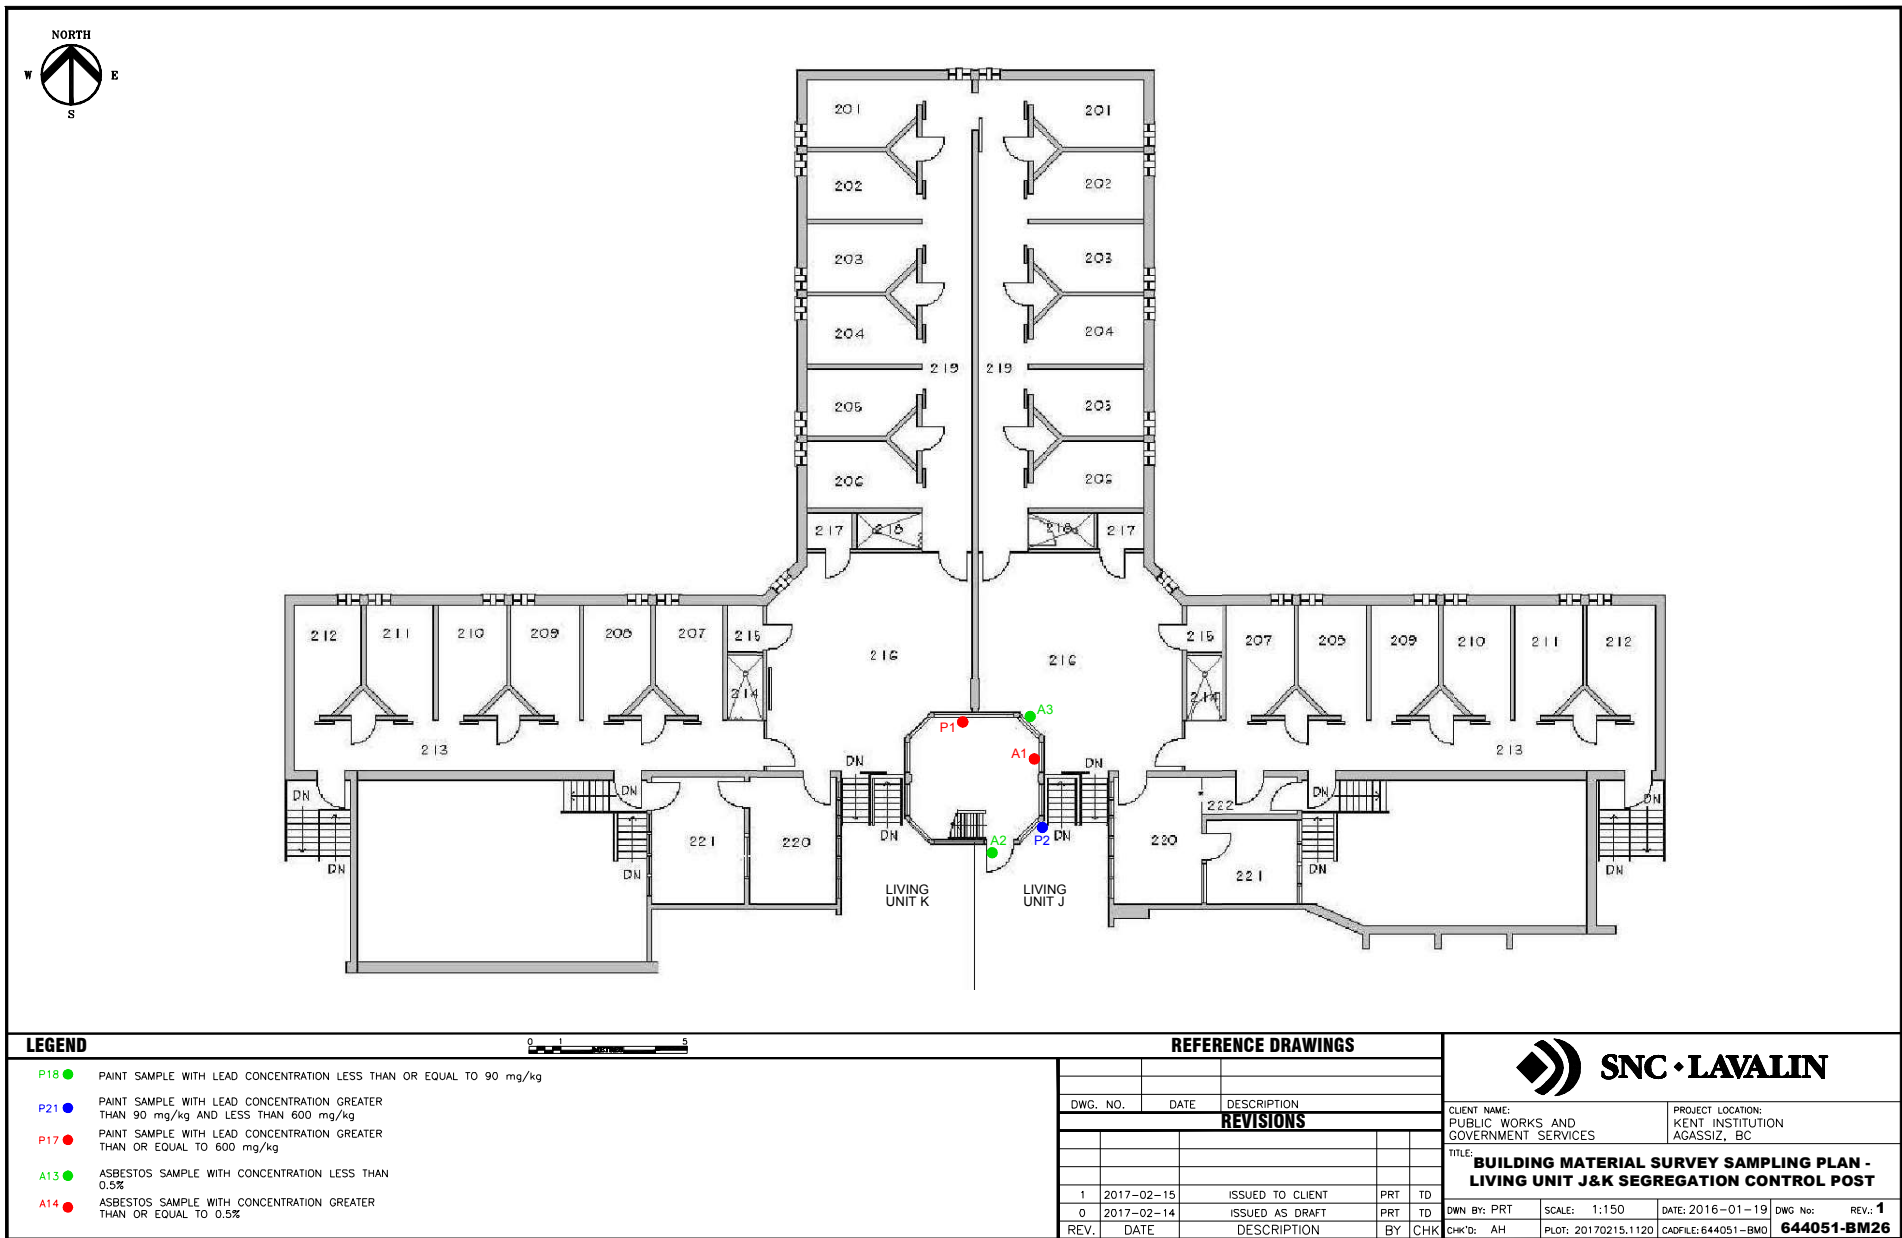 NORTH
W E
S
201 201
202 202
203 203
204 204
219 219
205 205
206 206
217 218 218 217
212 211 210 209 208 207 215 215 207 208 209 210 211 212
216 216
214 214
A3
P1
213 A1 213
DN DN
DN DN DN DN
222
DN P2 DN
221 220 A2 220
DN DN 221 DN DN
LIVING
UNIT K
LIVING
UNIT J
LEGEND
0 1 5
METRES
P18 PAINT SAMPLE WITH LEAD CONCENTRATION LESS THAN OR EQUAL TO 90 mg/kg
P21 PAINT SAMPLE WITH LEAD CONCENTRATION GREATER
THAN 90 mg/kg AND LESS THAN 600 mg/kg
P17 PAINT SAMPLE WITH LEAD CONCENTRATION GREATER
THAN OR EQUAL TO 600 mg/kg
A13 ASBESTOS SAMPLE WITH CONCENTRATION LESS THAN
0.5%
A14 ASBESTOS SAMPLE WITH CONCENTRATION GREATER
THAN OR EQUAL TO 0.5%
REFERENCE DRAWINGS
DWG. NO. DATE DESCRIPTION
REVISIONS
1 2017-02-15 ISSUED TO CLIENT PRT TD
0 2017-02-14 ISSUED AS DRAFT PRT TD
REV. DATE DESCRIPTION BY CHK
SNC·LAVALIN
CLIENT NAME:
PUBLIC WORKS AND
GOVERNMENT SERVICES
PROJECT LOCATION:
KENT INSTITUTION
AGASSIZ, BC
TITLE:
BUILDING MATERIAL SURVEY SAMPLING PLAN -
LIVING UNIT J&K SEGREGATION CONTROL POST
DWN BY: PRT SCALE: 1:150 DATE: 2016-01-19 DWG No: REV.: 1
CHK'D: AH PLOT: 20170215.1120 CADFILE: 644051-BM0 644051-BM26